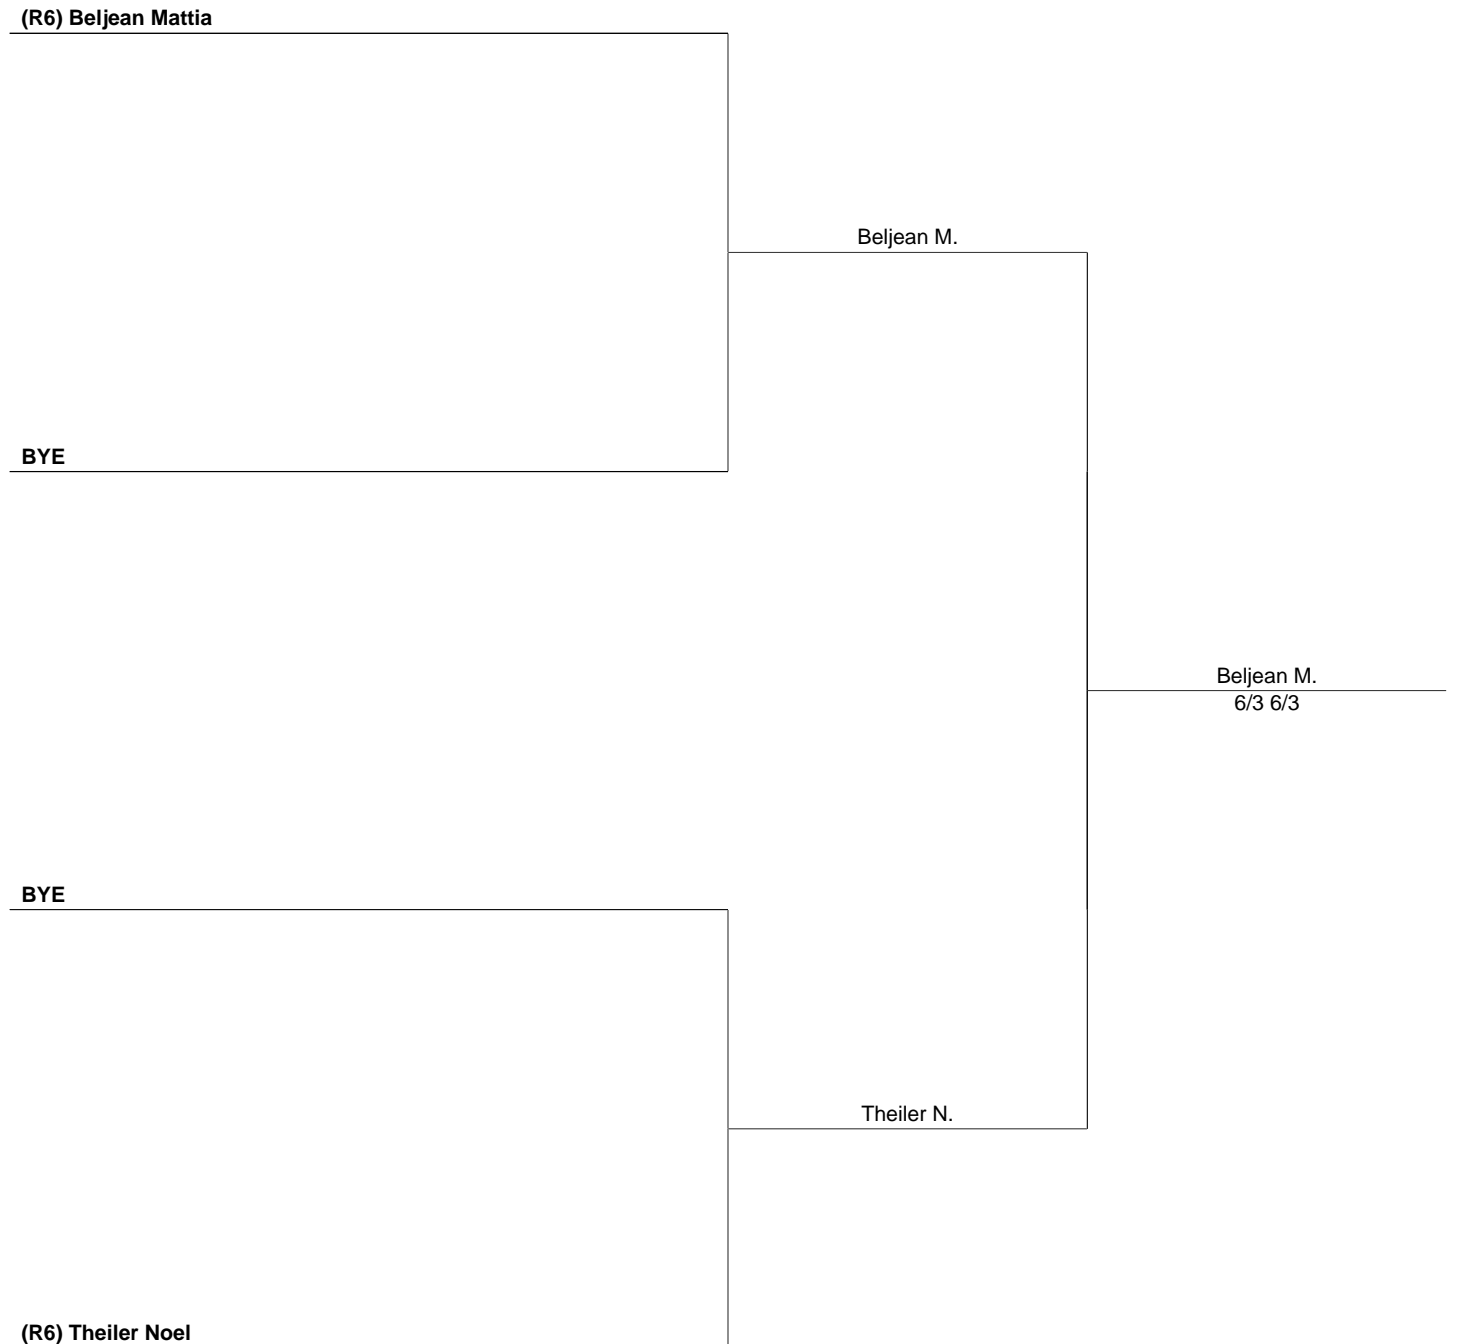 (R6) Beljean Mattia
Beljean M.
BYE
Beljean M.
6/3 6/3
BYE
Theiler N.
(R6) Theiler Noel